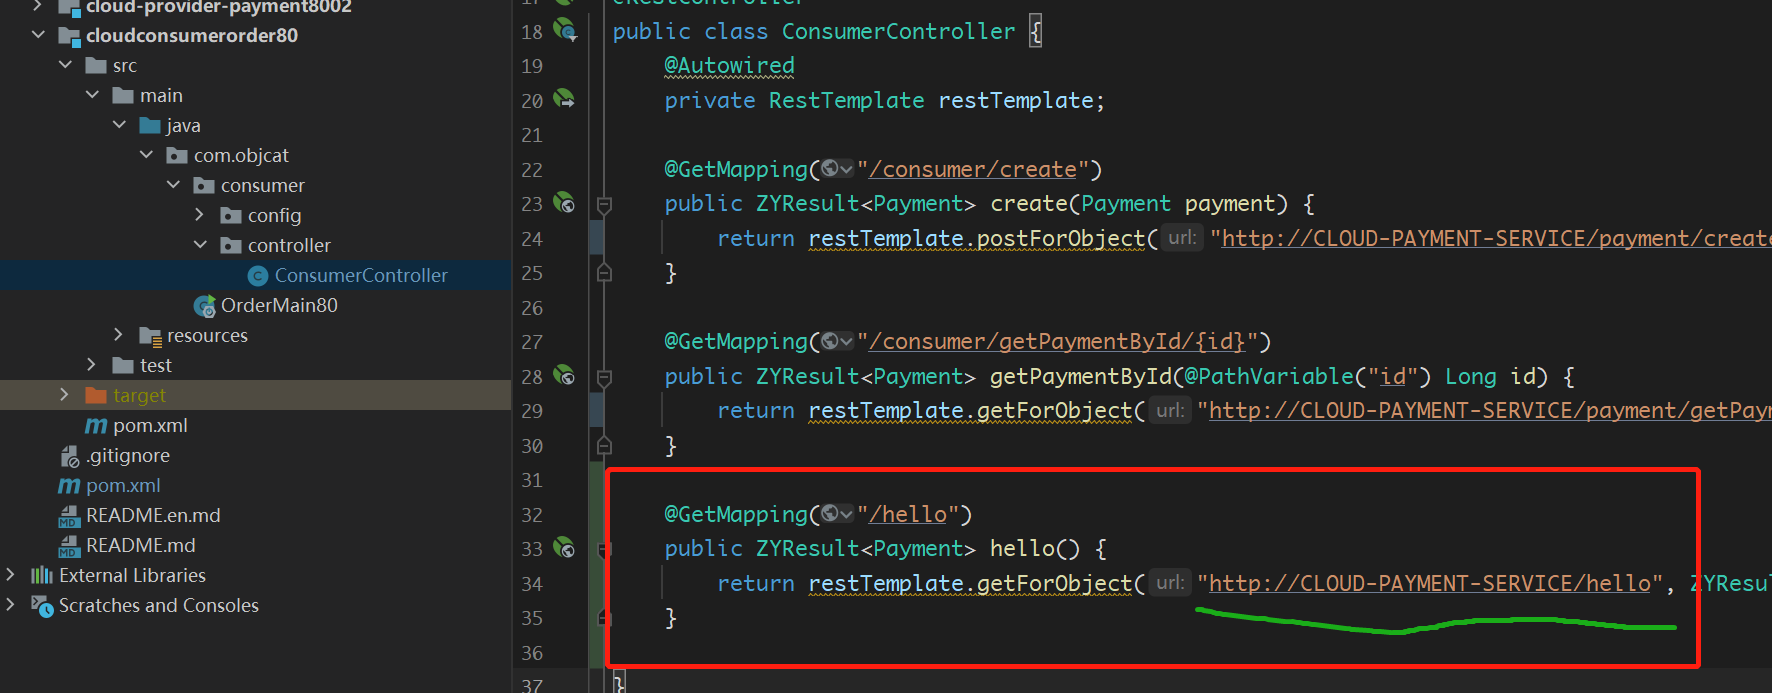 cloud-provider-payment8002
cloudconsumerorder80
src
main
java
com.objcat
consumer
config
controller
ConsumerController
OrderMain80
resources
test
target
pom.xml
.gitignore
pom.xml
README.en.md
README.md
External Libraries
Scratches and Consoles
17 @RestController
18 public class ConsumerController {
19 @Autowired
20 private RestTemplate restTemplate;
21
22 @GetMapping("/consumer/create")
23 public ZYResult<Payment> create(Payment payment) {
24 return restTemplate.postForObject( url: "http://CLOUD-PAYMENT-SERVICE/payment/create
25 }
26
27 @GetMapping("/consumer/getPaymentById/{id}")
28 public ZYResult<Payment> getPaymentById(@PathVariable("id") Long id) {
29 return restTemplate.getForObject( url: "http://CLOUD-PAYMENT-SERVICE/payment/getPaym
30 }
31
32 @GetMapping("/hello")
33 public ZYResult<Payment> hello() {
34 return restTemplate.getForObject( url: "http://CLOUD-PAYMENT-SERVICE/hello", ZYResul
35 }
36
37 }